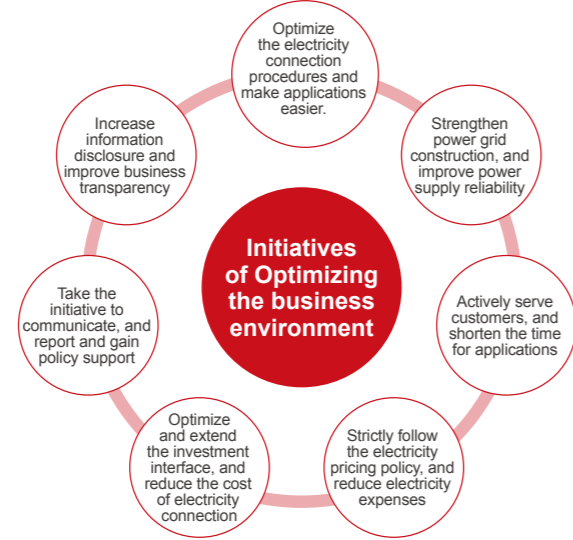 Optimize
the electricity
connection
procedures and
make applications
easier.
Strengthen
power grid
construction, and
improve power
supply reliability
Actively serve
customers, and
shorten the time
for applications
Strictly follow
the electricity
pricing policy, and
reduce electricity
expenses
Optimize
and extend
the investment
interface, and
reduce the cost
of electricity
connection
Take the
initiative to
communicate, and
report and gain
policy support
Increase
information
disclosure and
improve business
transparency
Initiatives
of Optimizing
the business
environment